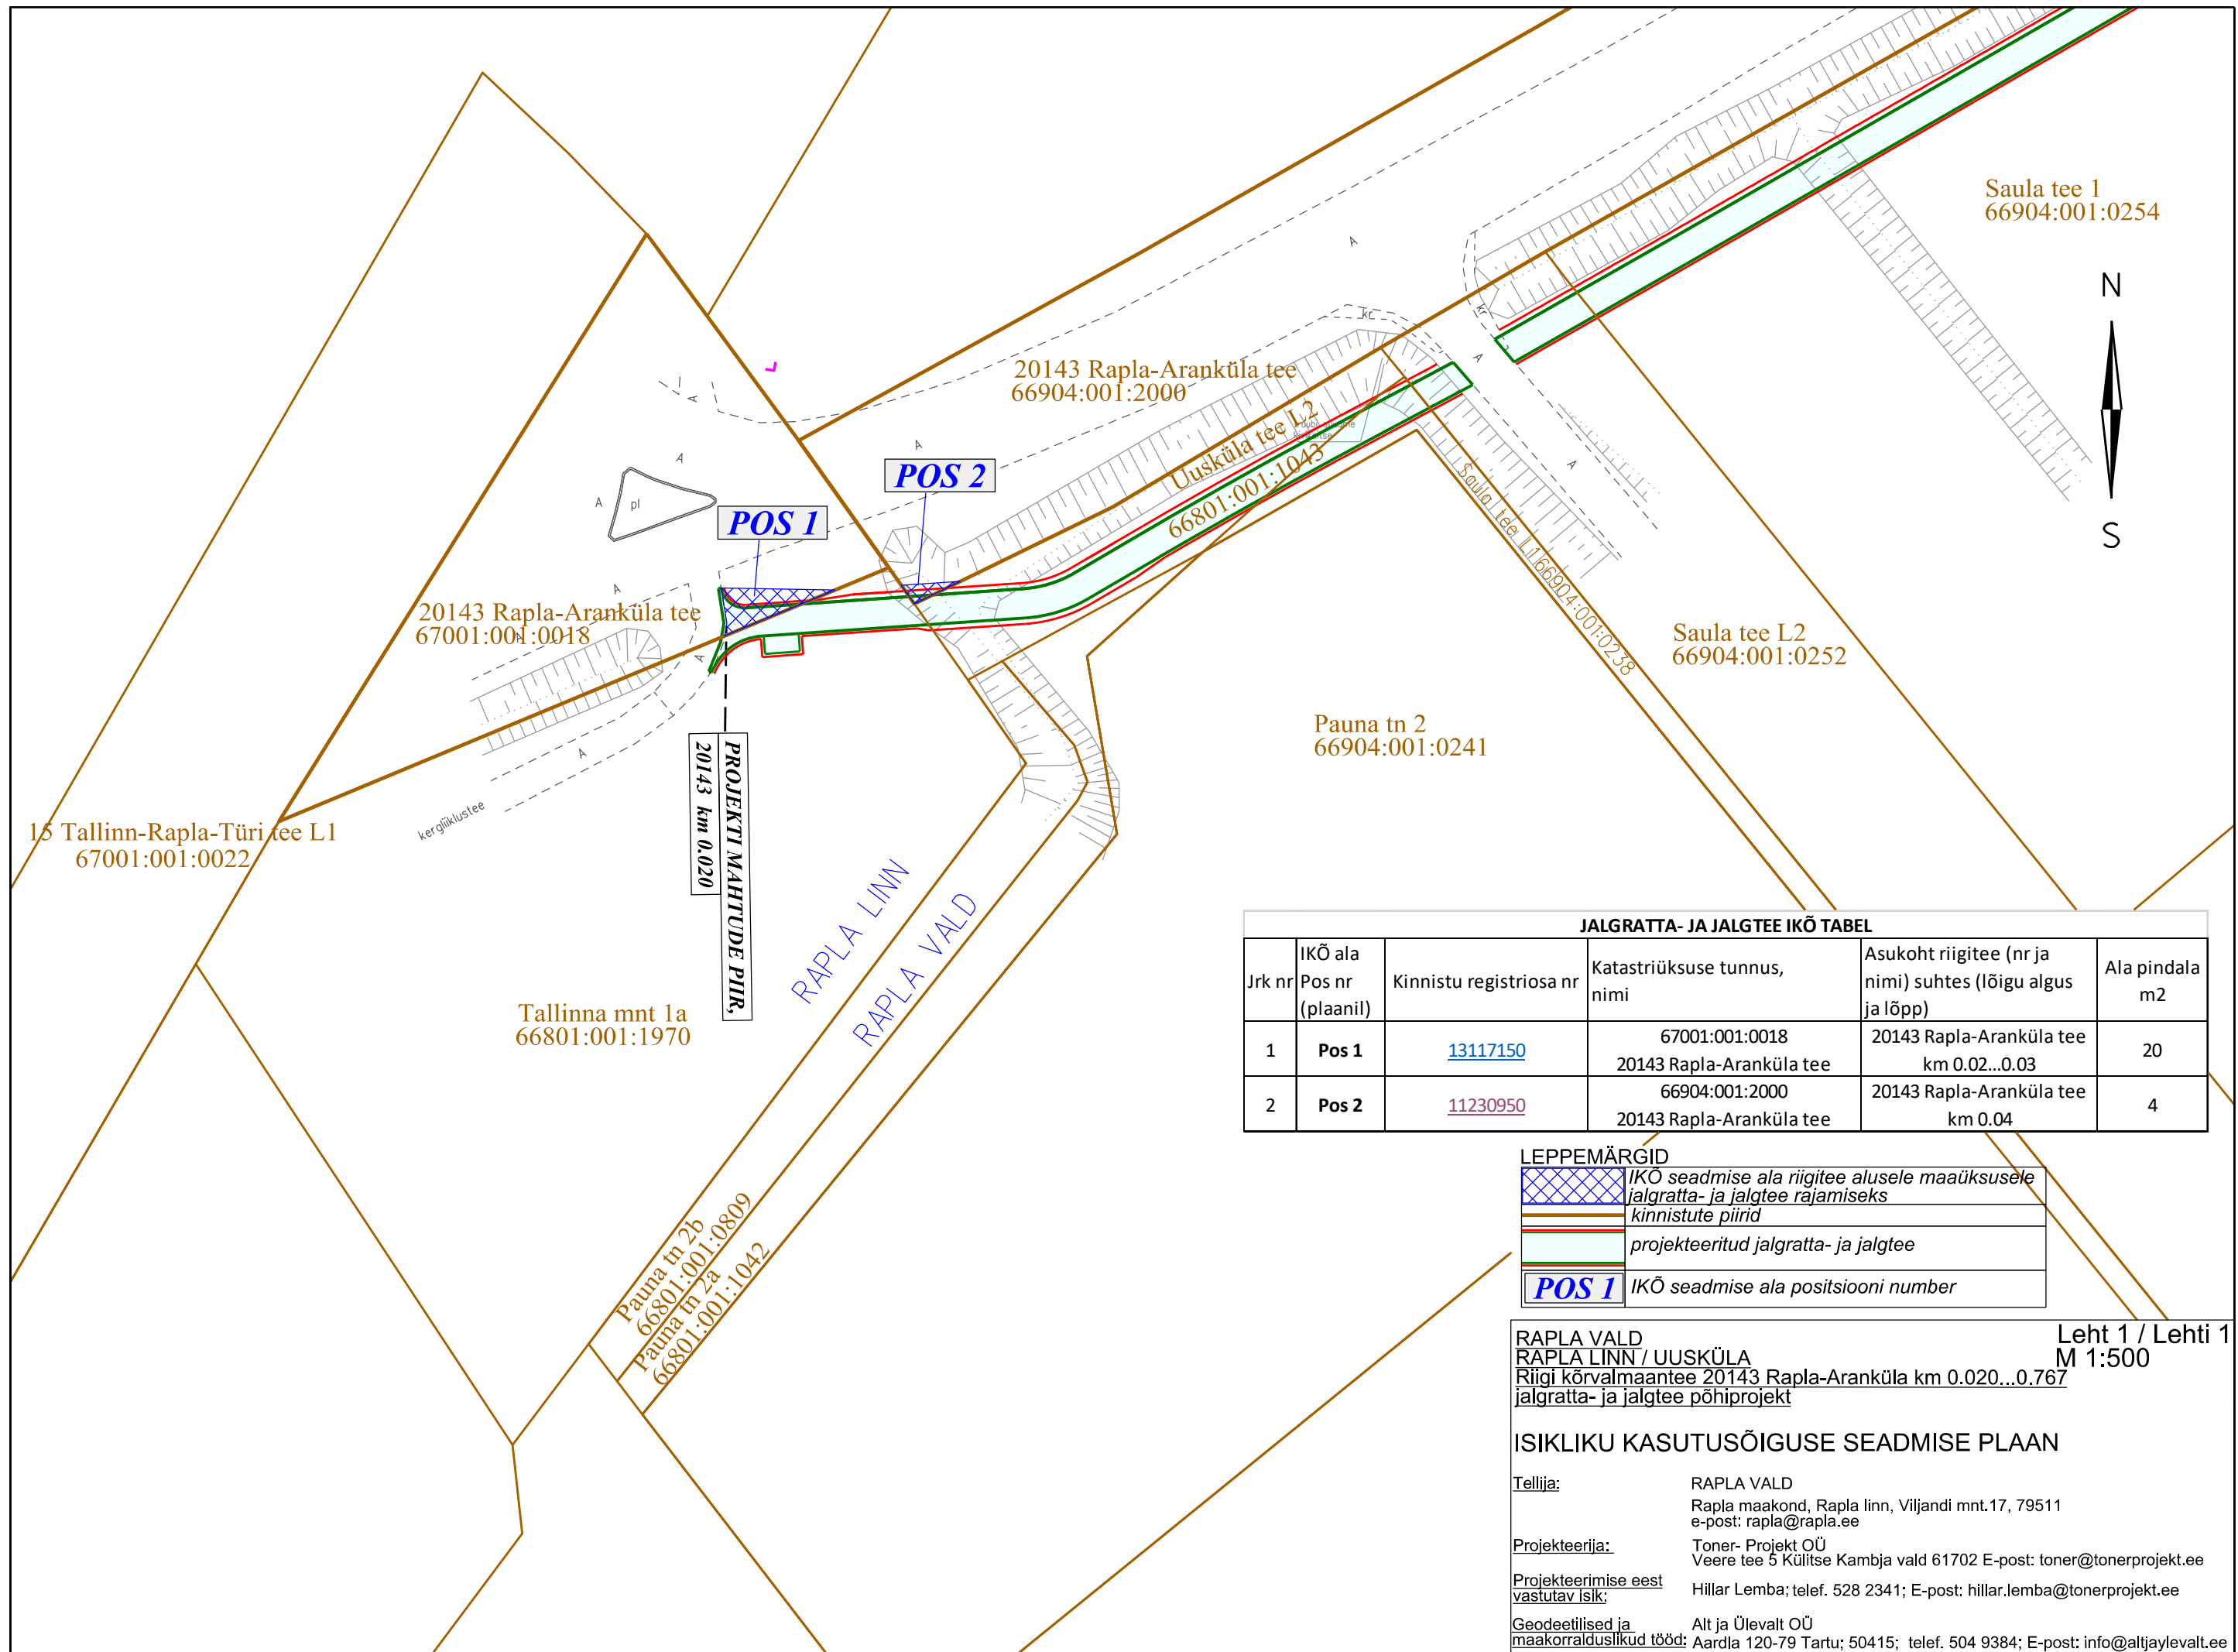 Saula tee 1
66904:001:0254
N
S
A
kr
kr
A
20143 Rapla-Aranküla tee
66904:001:2000
A
A
A
A
pl
POS 2
POS 1
Uusküla tee L2
66801:001:1043
A
Saula tee L1 66904:001:0238
A
20143 Rapla-Aranküla tee
67001:001:0018
A
A
A
Saula tee L2
66904:001:0252
Pauna tn 2
66904:001:0241
PROJEKTI MAHTUDE PIIR,
20143 km 0.020
kergliiklustee
15 Tallinn-Rapla-Türi tee L1
67001:001:0022
RAPLA LINN
RAPLA VALD
Tallinna mnt 1a
66801:001:1970
Pauna tn 2b
66801:001:0809
Pauna tn 2a
66801:001:1042
JALGRATTA- JA JALGTEE IKÕ TABEL
Jrk nr
IKÕ ala
Pos nr
(plaanil)
Kinnistu registriosa nr
Katastriüksuse tunnus,
nimi
Asukoht riigitee (nr ja
nimi) suhtes (lõigu algus
ja lõpp)
Ala pindala
m2
1
Pos 1
13117150
67001:001:0018
20143 Rapla-Aranküla tee
20143 Rapla-Aranküla tee
km 0.02...0.03
20
2
Pos 2
11230950
66904:001:2000
20143 Rapla-Aranküla tee
20143 Rapla-Aranküla tee
km 0.04
4
LEPPEMÄRGID
IKÕ seadmise ala riigitee alusele maaüksusele
jalgratta- ja jalgtee rajamiseks
kinnistute piirid
projekteeritud jalgratta- ja jalgtee
POS 1 IKÕ seadmise ala positsiooni number
RAPLA VALD
RAPLA LINN / UUSKÜLA
Riigi kõrvalmaantee 20143 Rapla-Aranküla km 0.020...0.767
jalgratta- ja jalgtee põhiprojekt
Leht 1 / Lehti 1
M 1:500
ISIKLIKU KASUTUSÕIGUSE SEADMISE PLAAN
Tellija: RAPLA VALD
Rapla maakond, Rapla linn, Viljandi mnt.17, 79511
e-post: rapla@rapla.ee
Projekteerija: Toner- Projekt OÜ
Veere tee 5 Külitse Kambja vald 61702 E-post: toner@tonerprojekt.ee
Projekteerimise eest
vastutav isik: Hillar Lemba; telef. 528 2341; E-post: hillar.lemba@tonerprojekt.ee
Geodeetilised ja
maakorralduslikud tööd:
Alt ja Ülevalt OÜ
Aardla 120-79 Tartu; 50415; telef. 504 9384; E-post: info@altjaylevalt.ee